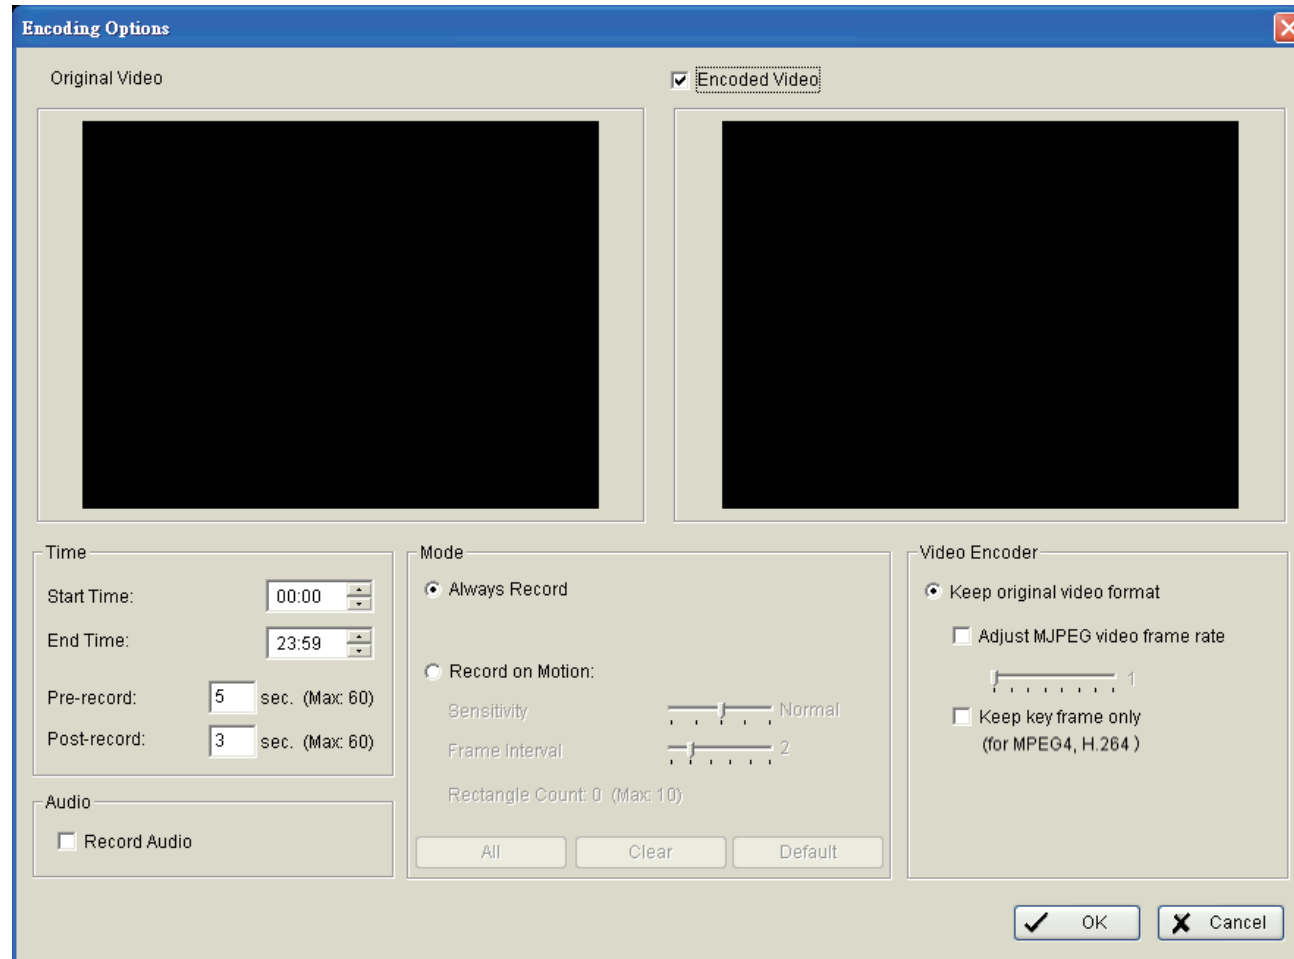 Encoding Options
Original Video
Encoded Video
Time
Start Time: 00:00
End Time: 23:59
Pre-record: 5 sec. (Max: 60)
Post-record: 3 sec. (Max: 60)
Audio
Record Audio
Mode
Always Record
Record on Motion:
Sensitivity Normal
Frame Interval 2
Rectangle Count: 0 (Max: 10)
All Clear Default
Video Encoder
Keep original video format
Adjust MJPEG video frame rate
1
Keep key frame only
(for MPEG4, H.264 )
OK Cancel